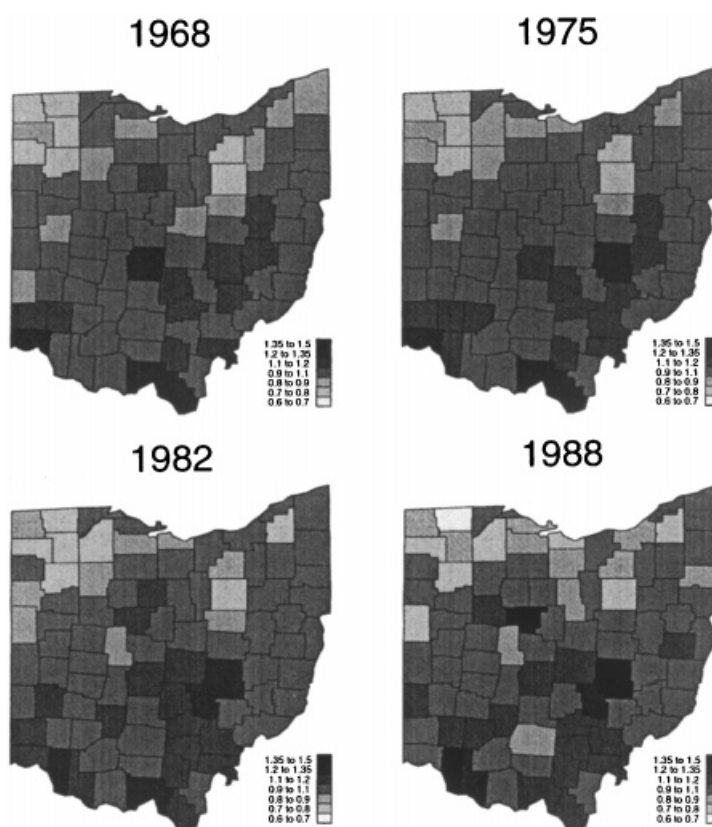 1968
1975
1.35 to 1.5
1.2 to 1.35
1.1 to 1.2
0.9 to 1.1
0.8 to 0.9
0.7 to 0.8
0.6 to 0.7
1.35 to 1.5
1.2 to 1.35
1.1 to 1.2
0.9 to 1.1
0.8 to 0.9
0.7 to 0.8
0.6 to 0.7
1982
1988
1.35 to 1.5
1.2 to 1.35
1.1 to 1.2
0.9 to 1.1
0.8 to 0.9
0.7 to 0.8
0.6 to 0.7
1.35 to 1.5
1.2 to 1.35
1.1 to 1.2
0.9 to 1.1
0.8 to 0.9
0.7 to 0.8
0.6 to 0.7